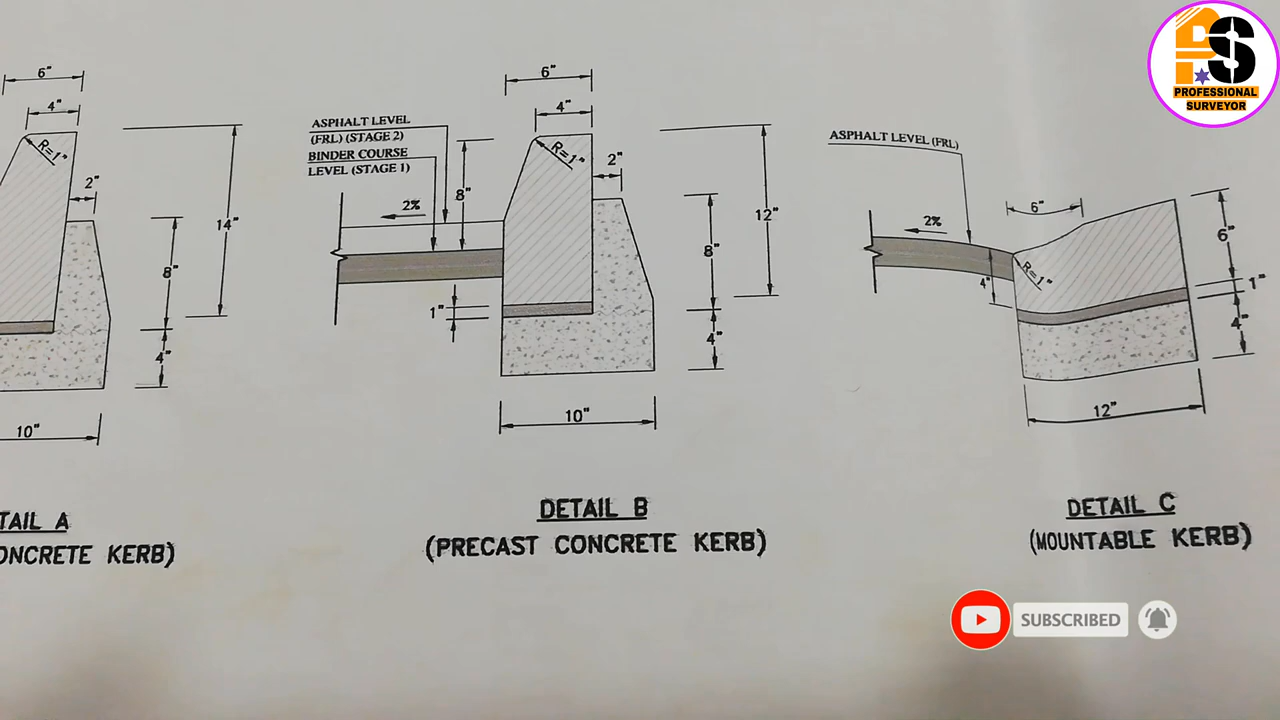 PROFESSIONAL
SURVEYOR
6"
4"
R=1"
2"
14"
8"
4"
10"
TAIL A
ONCRETE KERB)
ASPHALT LEVEL
(FRL) (STAGE 2)
BINDER COURSE
LEVEL (STAGE 1)
2%
8"
6"
4"
R=1"
2"
12"
8"
1"
4"
10"
DETAIL B
(PRECAST CONCRETE KERB)
ASPHALT LEVEL (FRL)
2%
6"
R=1"
4"
6"
1"
4"
12"
DETAIL C
(MOUNTABLE KERB)
SUBSCRIBED